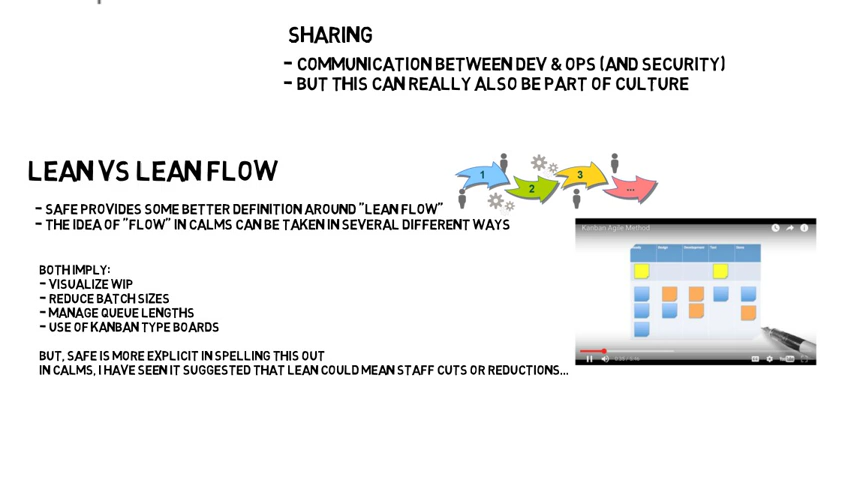 SHARING
- COMMUNICATION BETWEEN DEV & OPS (AND SECURITY)
- BUT THIS CAN REALLY ALSO BE PART OF CULTURE
LEAN VS LEAN FLOW
1
2
3
...
- SAFE PROVIDES SOME BETTER DEFINITION AROUND "LEAN FLOW"
- THE IDEA OF "FLOW" IN CALMS CAN BE TAKEN IN SEVERAL DIFFERENT WAYS
Kanban Agile Method
BOTH IMPLY:
- VISUALIZE WIP
- REDUCE BATCH SIZES
- MANAGE QUEUE LENGTHS
- USE OF KANBAN TYPE BOARDS
BUT, SAFE IS MORE EXPLICIT IN SPELLING THIS OUT
IN CALMS, I HAVE SEEN IT SUGGESTED THAT LEAN COULD MEAN STAFF CUTS OR REDUCTIONS...